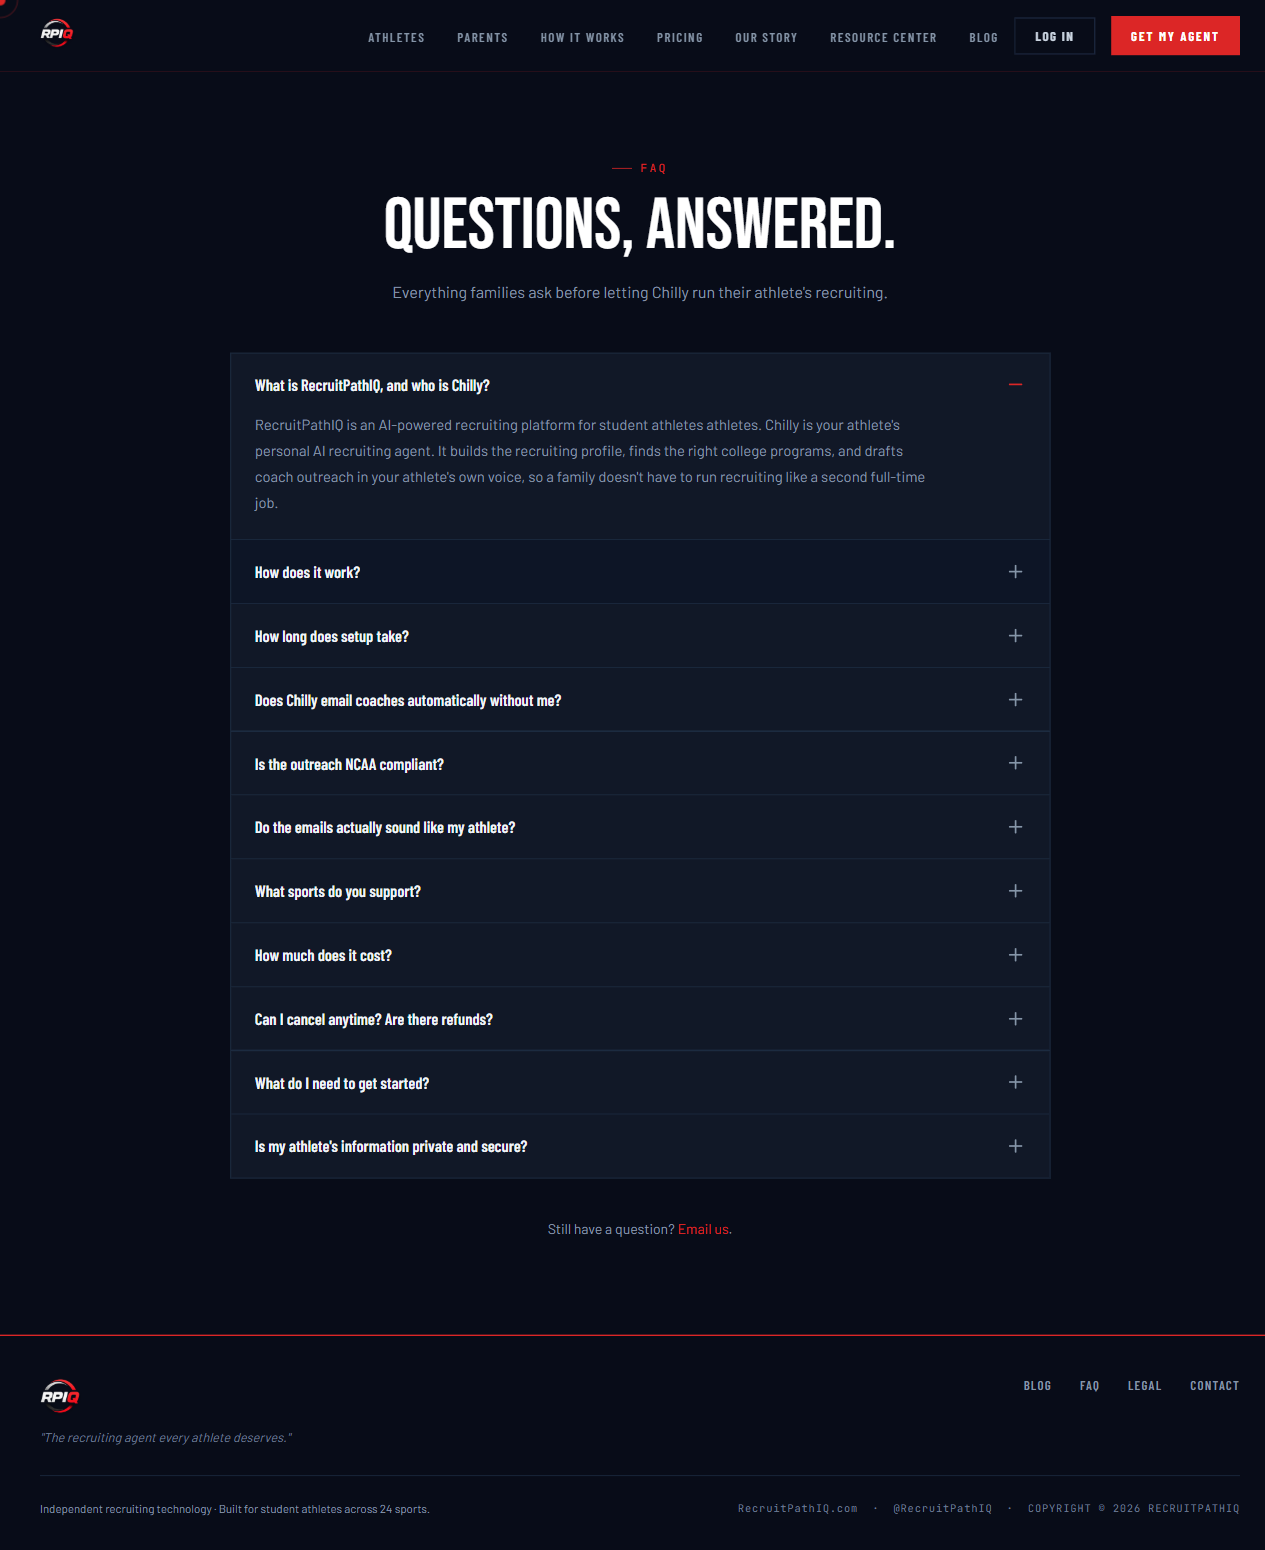 RPIQ
ATHLETES PARENTS HOW IT WORKS PRICING OUR STORY RESOURCE CENTER BLOG LOG IN GET MY AGENT
FAQ
QUESTIONS, ANSWERED.
Everything families ask before letting Chilly run their athlete's recruiting.
What is RecruitPathIQ, and who is Chilly?
RecruitPathIQ is an AI-powered recruiting platform for student athletes athletes. Chilly is your athlete's
personal AI recruiting agent. It builds the recruiting profile, finds the right college programs, and drafts
coach outreach in your athlete's own voice, so a family doesn't have to run recruiting like a second full-time
job.
How does it work?
How long does setup take?
Does Chilly email coaches automatically without me?
Is the outreach NCAA compliant?
Do the emails actually sound like my athlete?
What sports do you support?
How much does it cost?
Can I cancel anytime? Are there refunds?
What do I need to get started?
Is my athlete's information private and secure?
Still have a question? Email us.
RPIQ
BLOG FAQ LEGAL CONTACT
"The recruiting agent every athlete deserves."
Independent recruiting technology · Built for student athletes across 24 sports.
RecruitPathIQ.com · @RecruitPathIQ · COPYRIGHT © 2026 RECRUITPATHIQ